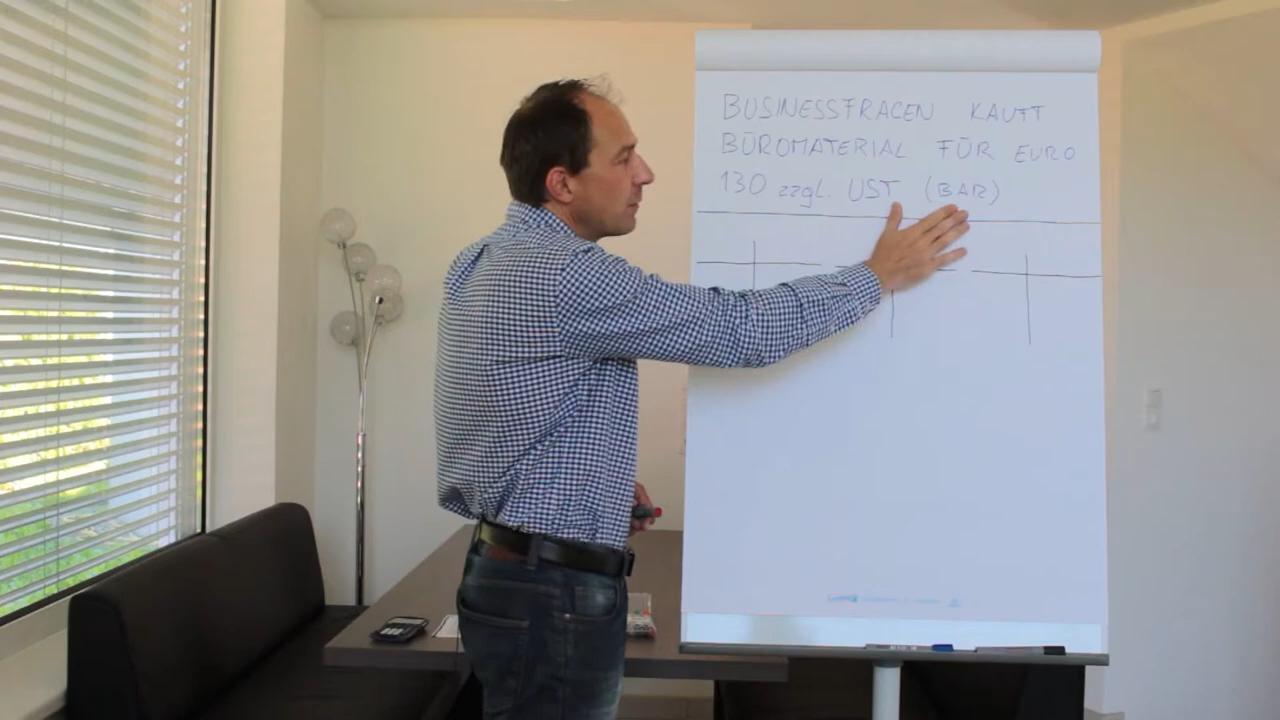 BUSINESSFRAGEN KAUFT
BÜROMATERIAL FÜR EURO
130 zzgl. UST (BAR)